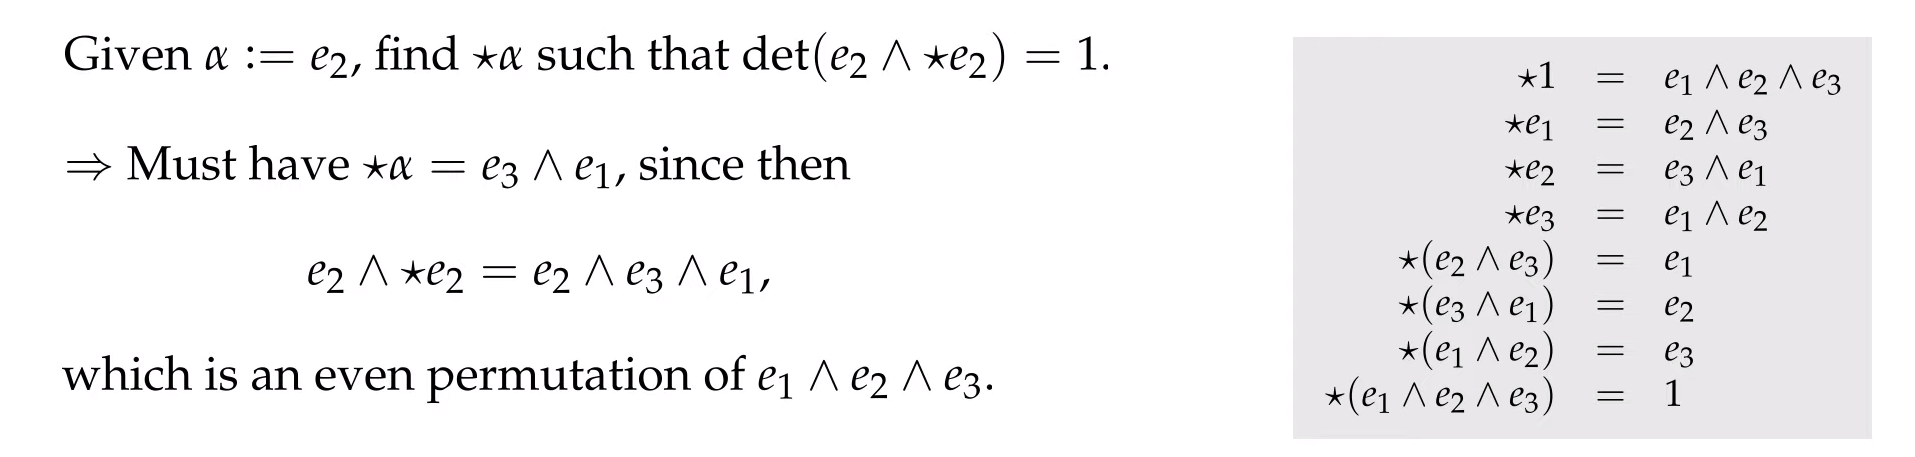 Given α := e₂, find ⋆α such that det(e₂ ∧ ⋆e₂) = 1.
⇒ Must have ⋆α = e₃ ∧ e₁, since then
e₂ ∧ ⋆e₂ = e₂ ∧ e₃ ∧ e₁,
which is an even permutation of e₁ ∧ e₂ ∧ e₃.
⋆1 = e₁ ∧ e₂ ∧ e₃
⋆e₁ = e₂ ∧ e₃
⋆e₂ = e₃ ∧ e₁
⋆e₃ = e₁ ∧ e₂
⋆(e₂ ∧ e₃) = e₁
⋆(e₃ ∧ e₁) = e₂
⋆(e₁ ∧ e₂) = e₃
⋆(e₁ ∧ e₂ ∧ e₃) = 1